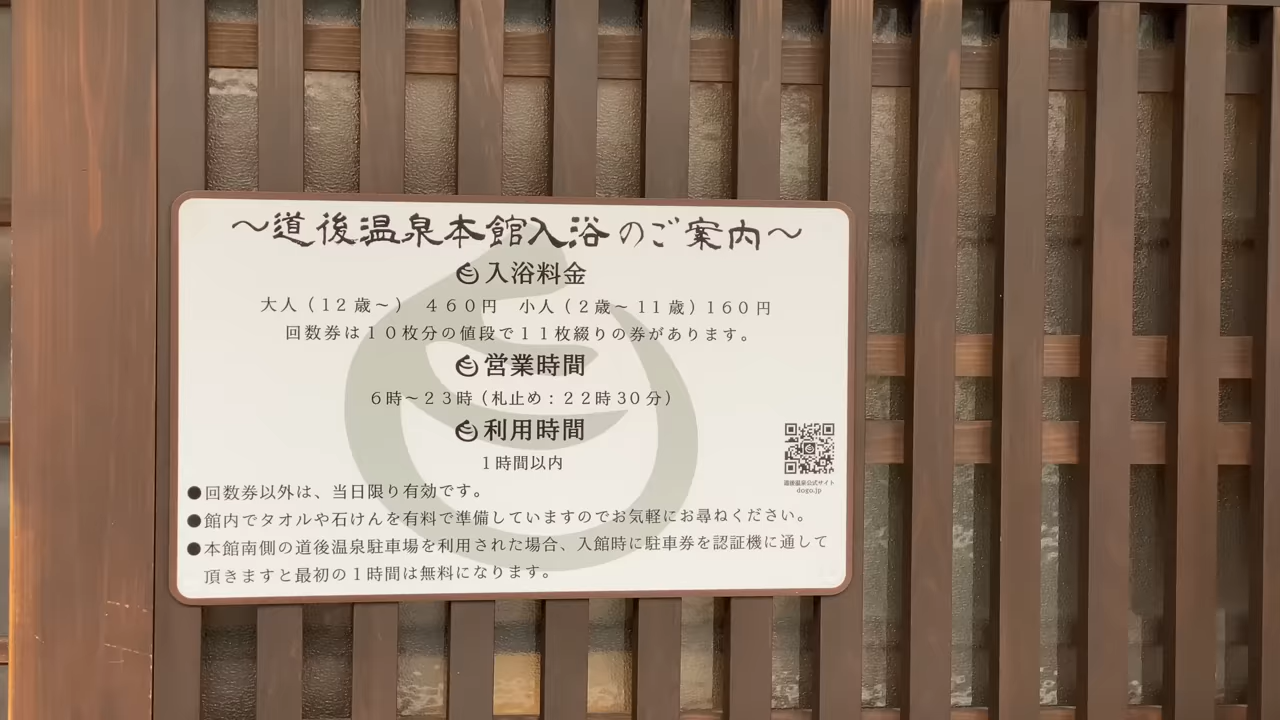 ～道後温泉本館入浴のご案内～
入浴料金
大人（１２歳～）　４６０円　小人（２歳～１１歳）１６０円
回数券は１０枚分の値段で１１枚綴りの券があります。
営業時間
６時～２３時（札止め：２２時３０分）
利用時間
１時間以内
道後温泉公式サイト
dogo.jp
●回数券以外は、当日限り有効です。
●館内でタオルや石けんを有料で準備していますのでお気軽にお尋ねください。
●本館南側の道後温泉駐車場を利用された場合、入館時に駐車券を認証機に通して
頂きますと最初の１時間は無料になります。